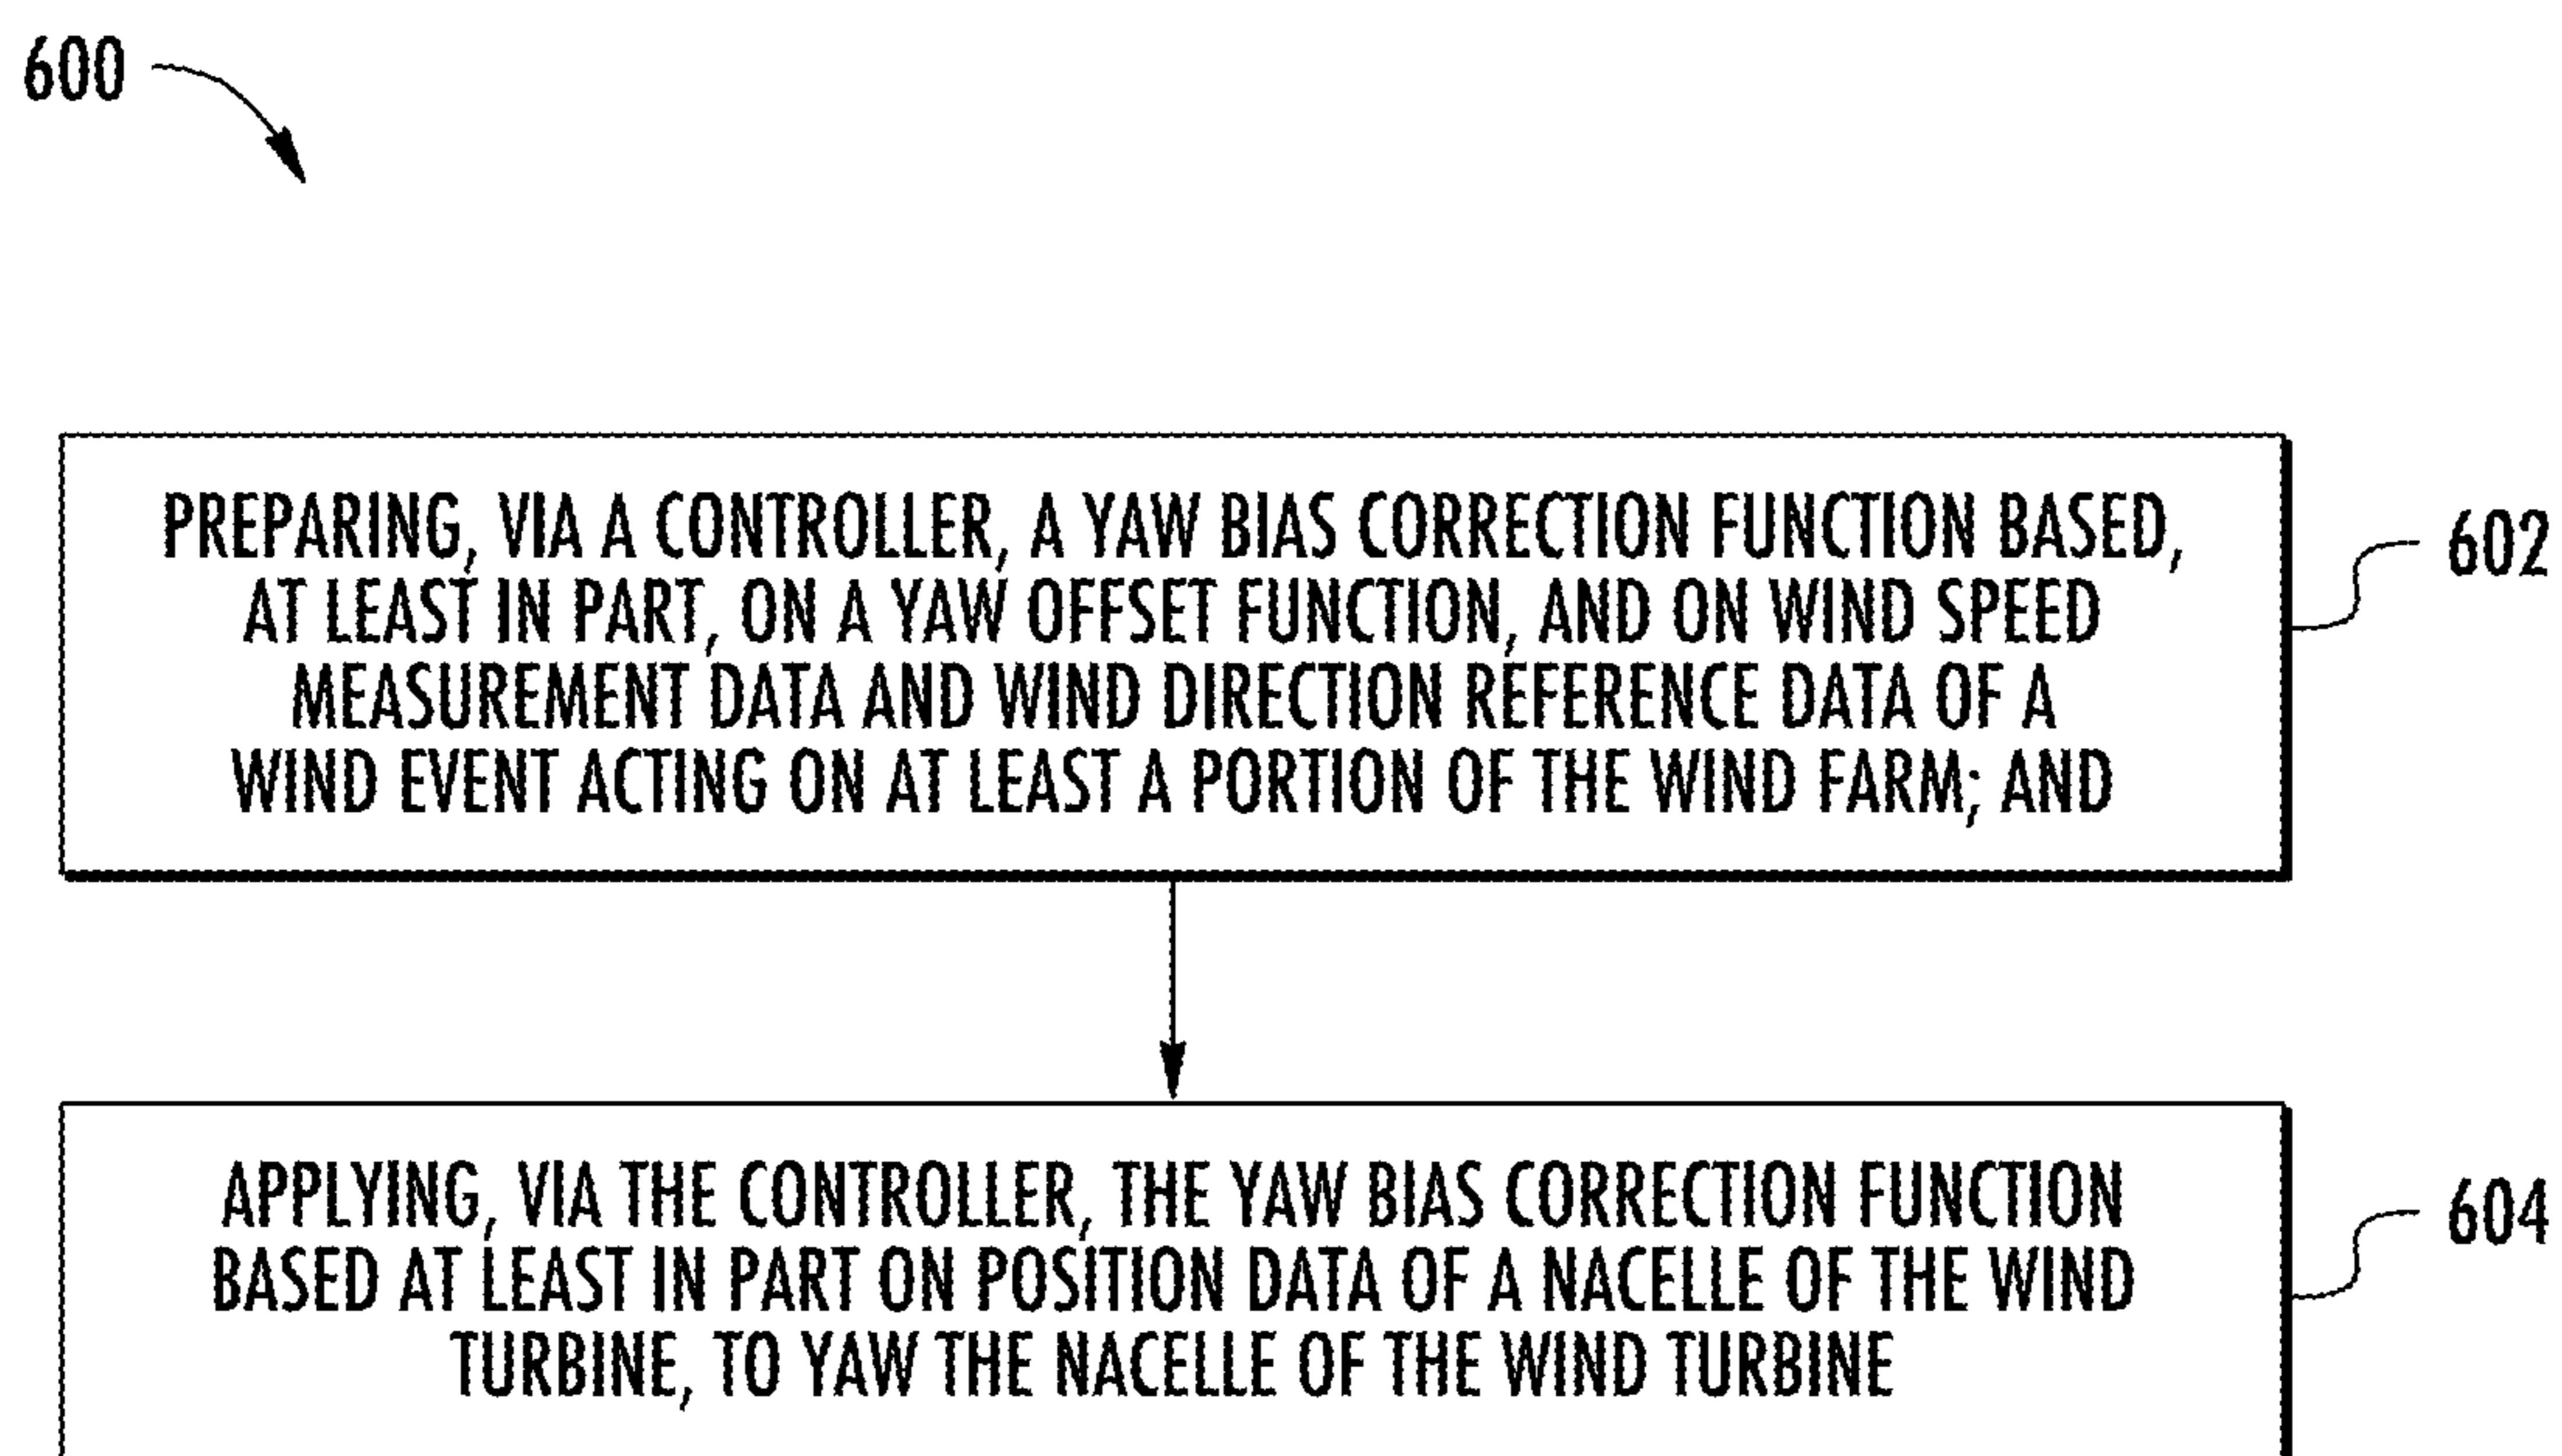 600
PREPARING, VIA A CONTROLLER, A YAW BIAS CORRECTION FUNCTION BASED,
AT LEAST IN PART, ON A YAW OFFSET FUNCTION, AND ON WIND SPEED
MEASUREMENT DATA AND WIND DIRECTION REFERENCE DATA OF A
WIND EVENT ACTING ON AT LEAST A PORTION OF THE WIND FARM; AND
602
APPLYING, VIA THE CONTROLLER, THE YAW BIAS CORRECTION FUNCTION
BASED AT LEAST IN PART ON POSITION DATA OF A NACELLE OF THE WIND
TURBINE, TO YAW THE NACELLE OF THE WIND TURBINE
604